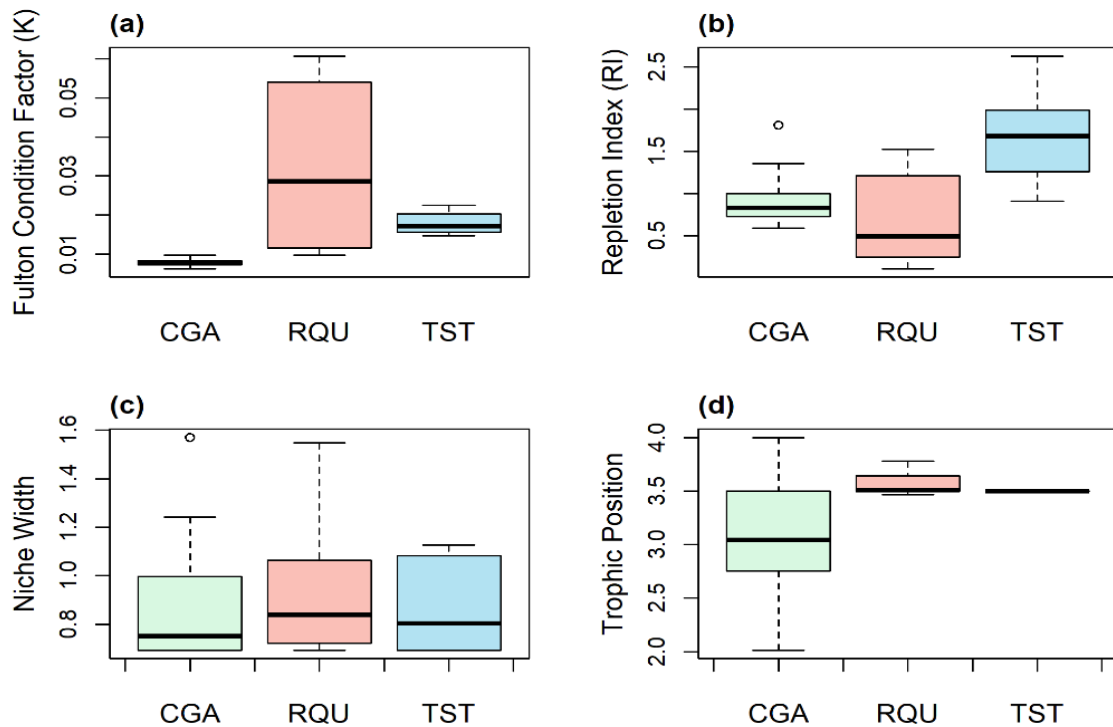 (a)
Fulton Condition Factor (K)
0.05
0.03
0.01
CGA RQU TST
(b)
Repletion Index (RI)
2.5
1.5
0.5
CGA RQU TST
(c)
Niche Width
1.6
1.4
1.2
1.0
0.8
CGA RQU TST
(d)
Trophic Position
4.0
3.5
3.0
2.5
2.0
CGA RQU TST